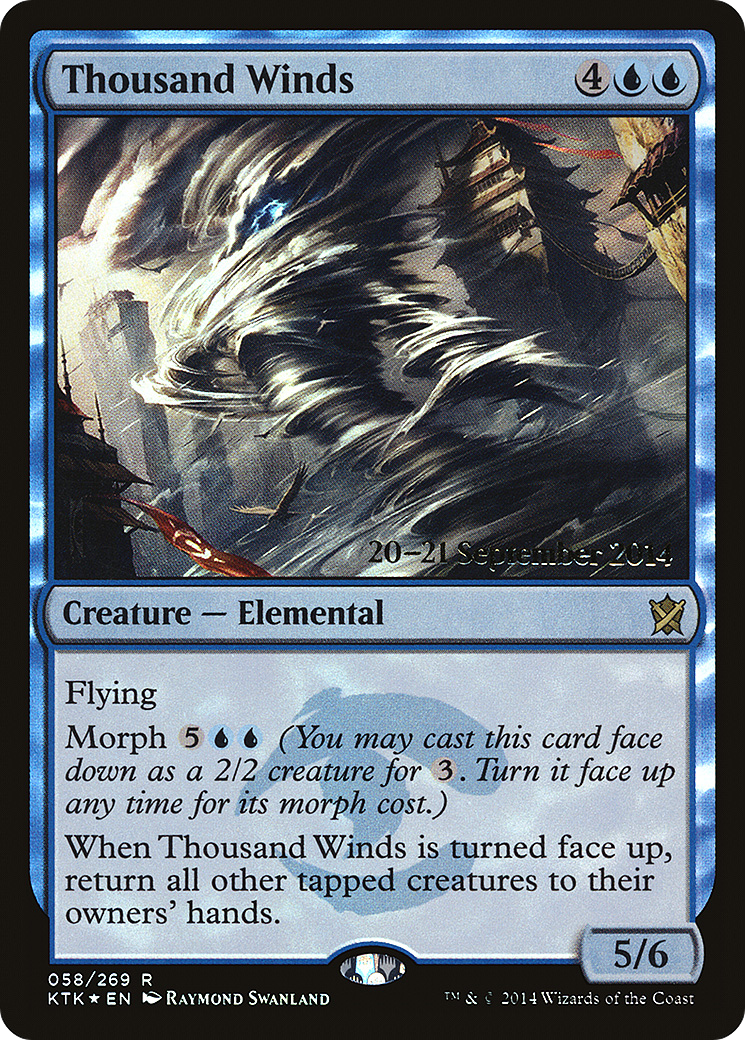 Thousand Winds 4
20–21 September 2014
Creature — Elemental
Flying
Morph 5 (You may cast this card face
down as a 2/2 creature for 3. Turn it face up
any time for its morph cost.)
When Thousand Winds is turned face up,
return all other tapped creatures to their
owners' hands.
5/6
058/269 R
KTK★EN Raymond Swanland
™ & © 2014 Wizards of the Coast